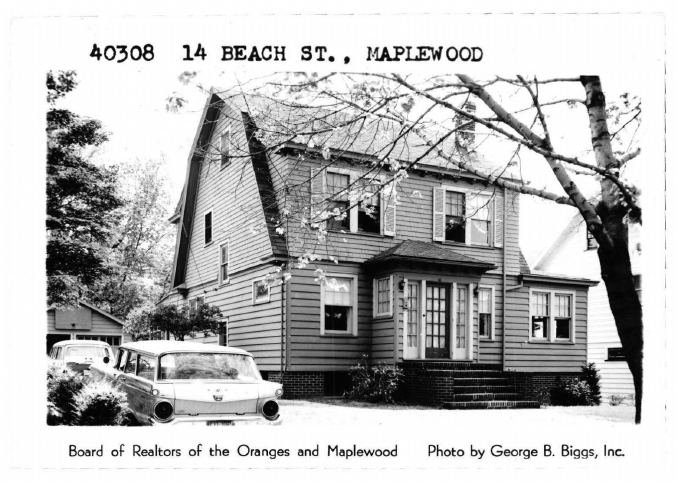 40308 14 BEACH ST., MAPLEWOOD
Board of Realtors of the Oranges and Maplewood Photo by George B. Biggs, Inc.